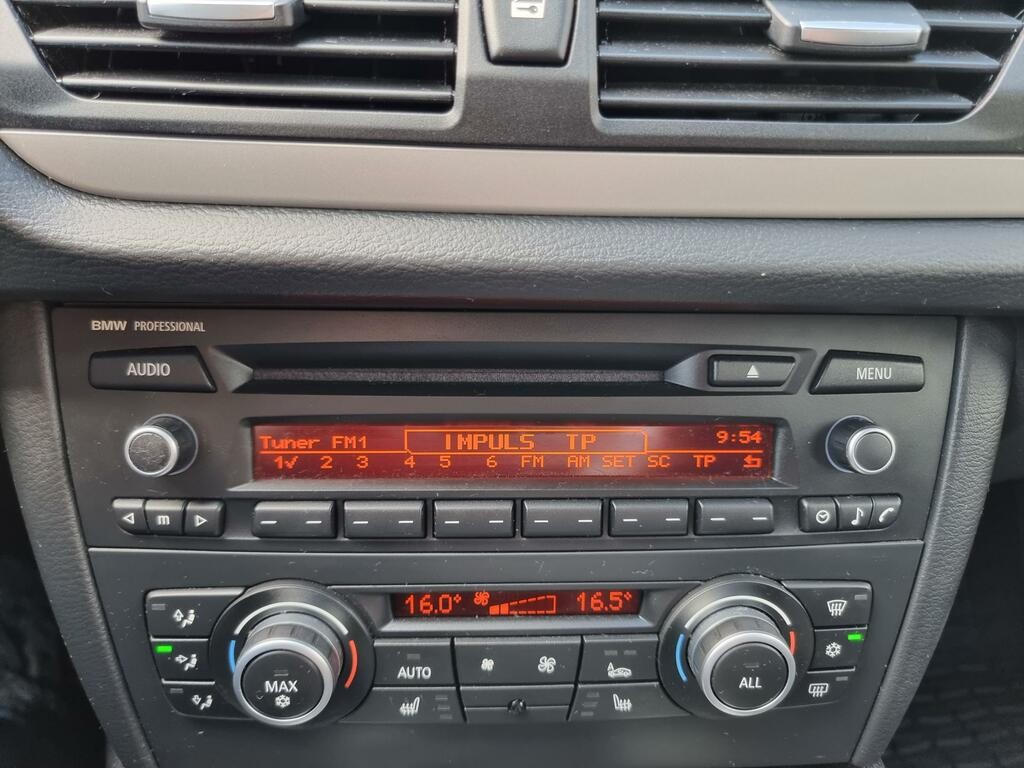 BMW PROFESSIONAL
AUDIO
MENU
Tuner FM1 IMPULS TP 9:54
1✓ 2 3 4 5 6 FM AM SET SC TP
m
16.0° 16.5°
AUTO
MAX
ALL